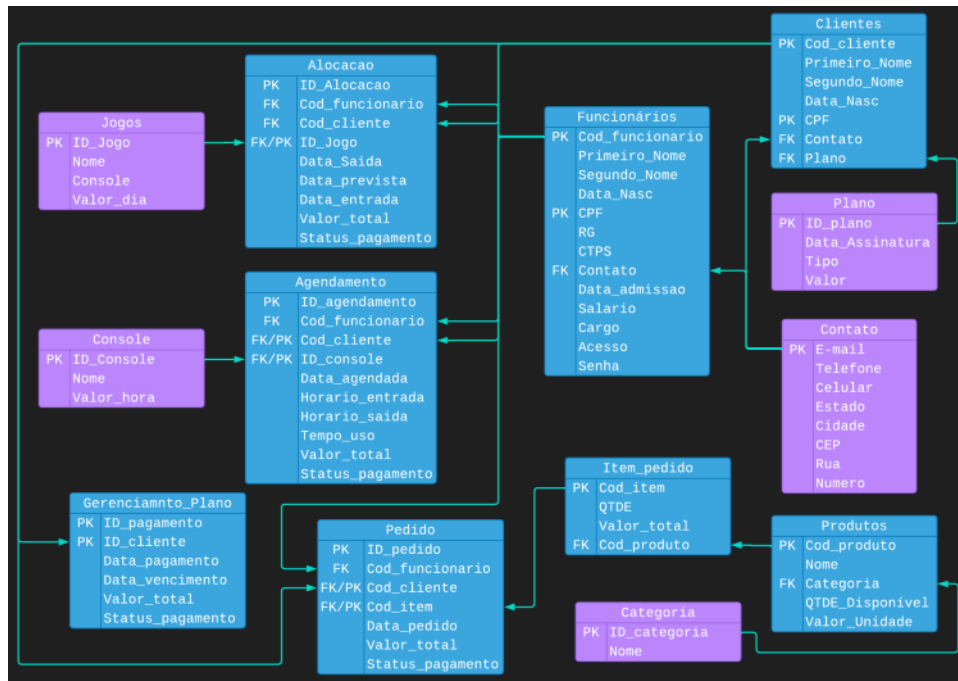 Clientes
PK Cod_cliente
Primeiro_Nome
Segundo_Nome
Data_Nasc
PK CPF
FK Contato
FK Plano
Alocacao
PK ID_Alocacao
FK Cod_funcionario
FK Cod_cliente
FK/PK ID_Jogo
Data_Saida
Data_prevista
Data_entrada
Valor_total
Status_pagamento
Jogos
PK ID_Jogo
Nome
Console
Valor_dia
Funcionários
PK Cod_funcionario
Primeiro_Nome
Segundo_Nome
Data_Nasc
PK CPF
RG
CTPS
FK Contato
Data_admissao
Salario
Cargo
Acesso
Senha
Plano
PK ID_plano
Data_Assinatura
Tipo
Valor
Agendamento
PK ID_agendamento
FK Cod_funcionario
FK/PK Cod_cliente
FK/PK ID_console
Data_agendada
Horario_entrada
Horario_saida
Tempo_uso
Valor_total
Status_pagamento
Console
PK ID_Console
Nome
Valor_hora
Contato
PK E-mail
Telefone
Celular
Estado
Cidade
CEP
Rua
Numero
Gerenciamnto_Plano
PK ID_pagamento
PK ID_cliente
Data_pagamento
Data_vencimento
Valor_total
Status_pagamento
Pedido
PK ID_pedido
FK Cod_funcionario
FK/PK Cod_cliente
FK/PK Cod_item
Data_pedido
Valor_total
Status_pagamento
Item_pedido
PK Cod_item
QTDE
Valor_total
FK Cod_produto
Produtos
PK Cod_produto
Nome
FK Categoria
QTDE_Disponível
Valor_Unidade
Categoria
PK ID_categoria
Nome